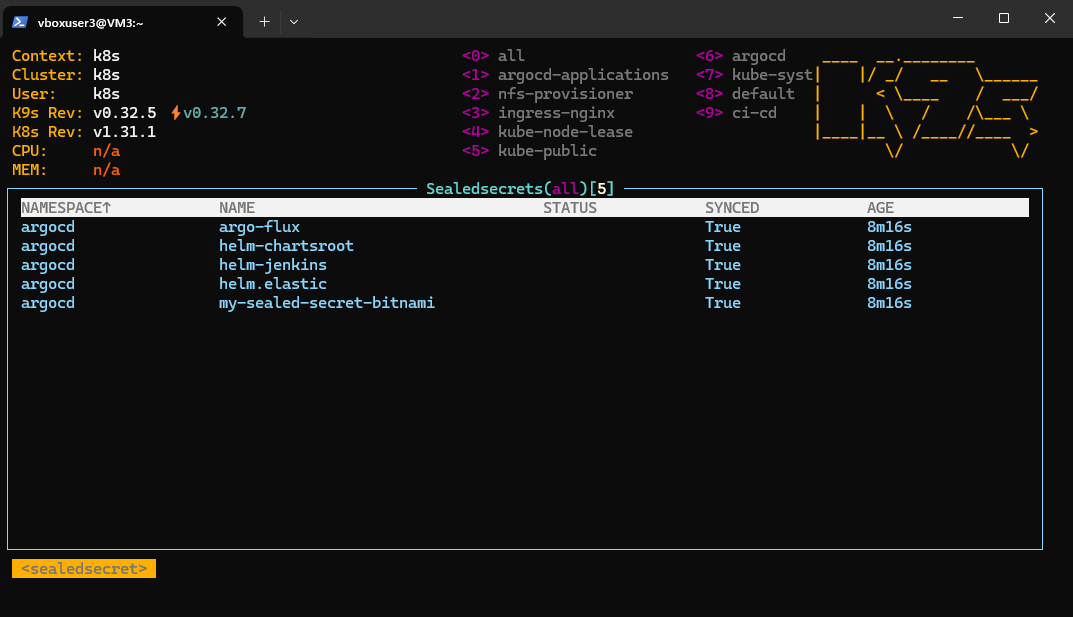 vboxuser3@VM3:~
Context: k8s <0> all <6> argocd
Cluster: k8s <1> argocd-applications <7> kube-syst
User: k8s <2> nfs-provisioner <8> default
K9s Rev: v0.32.5 ⚡v0.32.7 <3> ingress-nginx <9> ci-cd
K8s Rev: v1.31.1 <4> kube-node-lease
CPU: n/a <5> kube-public
MEM: n/a
Sealedsecrets(all)[5]
NAMESPACE↑ NAME STATUS SYNCED AGE
argocd argo-flux True 8m16s
argocd helm-chartsroot True 8m16s
argocd helm-jenkins True 8m16s
argocd helm.elastic True 8m16s
argocd my-sealed-secret-bitnami True 8m16s
<sealedsecret>